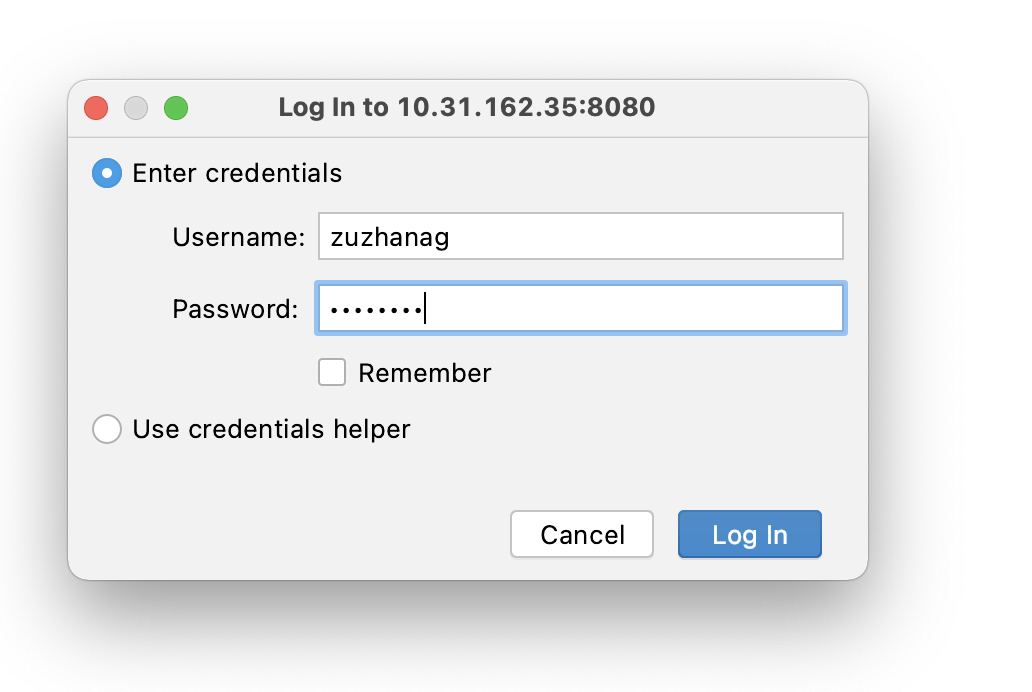 Log In to 10.31.162.35:8080
Enter credentials
Username: zuzhanag
Password: ••••••••
Remember
Use credentials helper
Cancel Log In